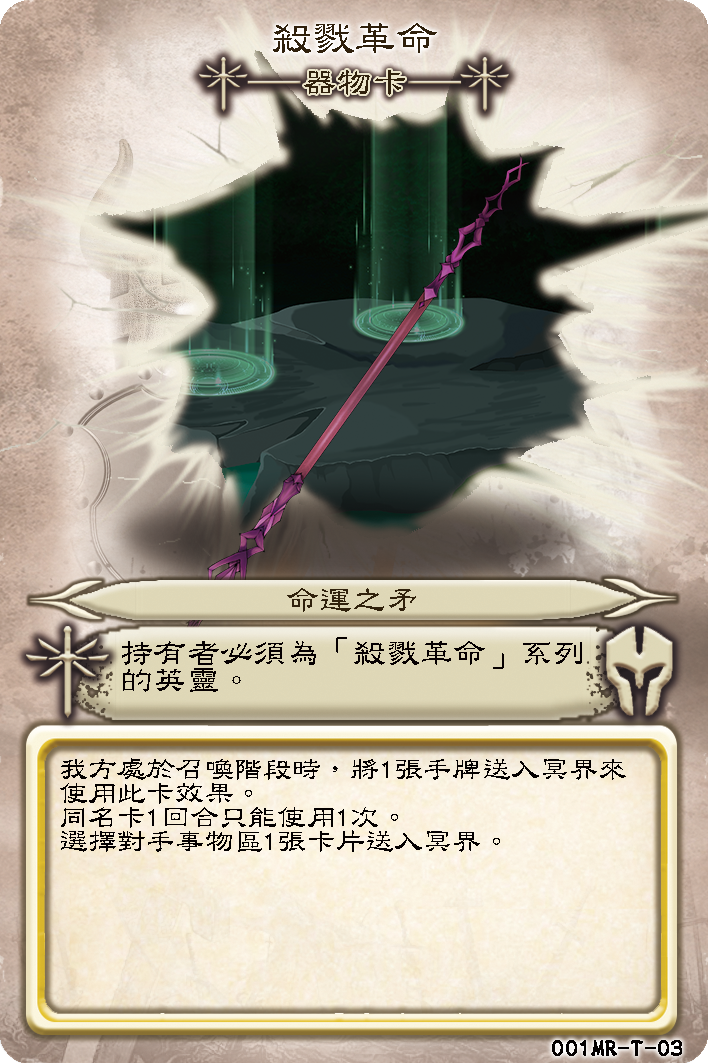 殺戮革命
器物卡
命運之矛
持有者必須為「殺戮革命」系列
的英靈。
我方處於召喚階段時，將1張手牌送入冥界來
使用此卡效果。
同名卡1回合只能使用1次。
選擇對手事物區1張卡片送入冥界。
001MR-T-03